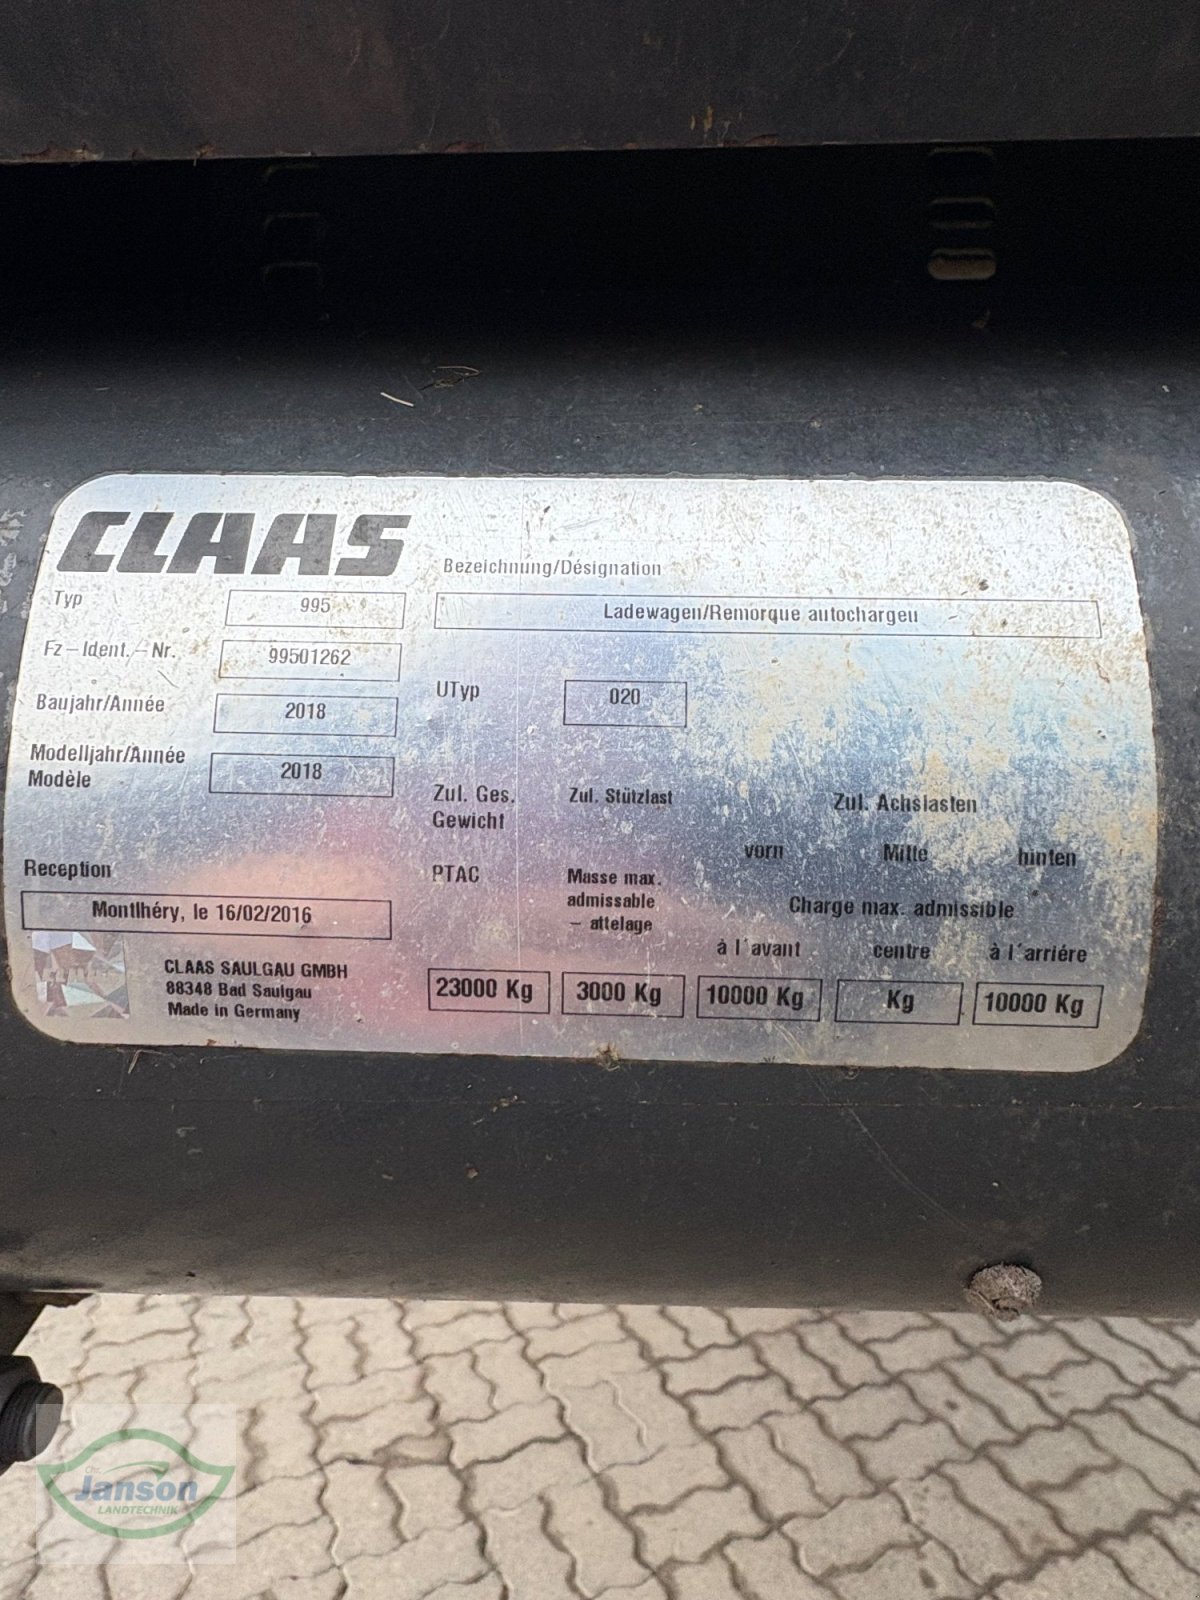 CLAAS
Typ 995
Fz-Ident.-Nr. 99501262
Baujahr/Année 2018
Modelljahr/Année
Modèle
2018
Reception
Montlhéry, le 16/02/2016
CLAAS SAULGAU GMBH
88348 Bad Saulgau
Made in Germany
Bezeichnung/Désignation
Ladewagen/Remorque autochargeu
UTyp 020
Zul. Ges.
Gewicht
PTAC
23000 Kg
Zul. Stützlast
Masse max.
admissable
- attelage
3000 Kg
Zul. Achslasten
vorn Mitte hinten
Charge max. admissible
à l´avant centre à l´arriére
10000 Kg Kg 10000 Kg
Chr.
Janson
LANDTECHNIK